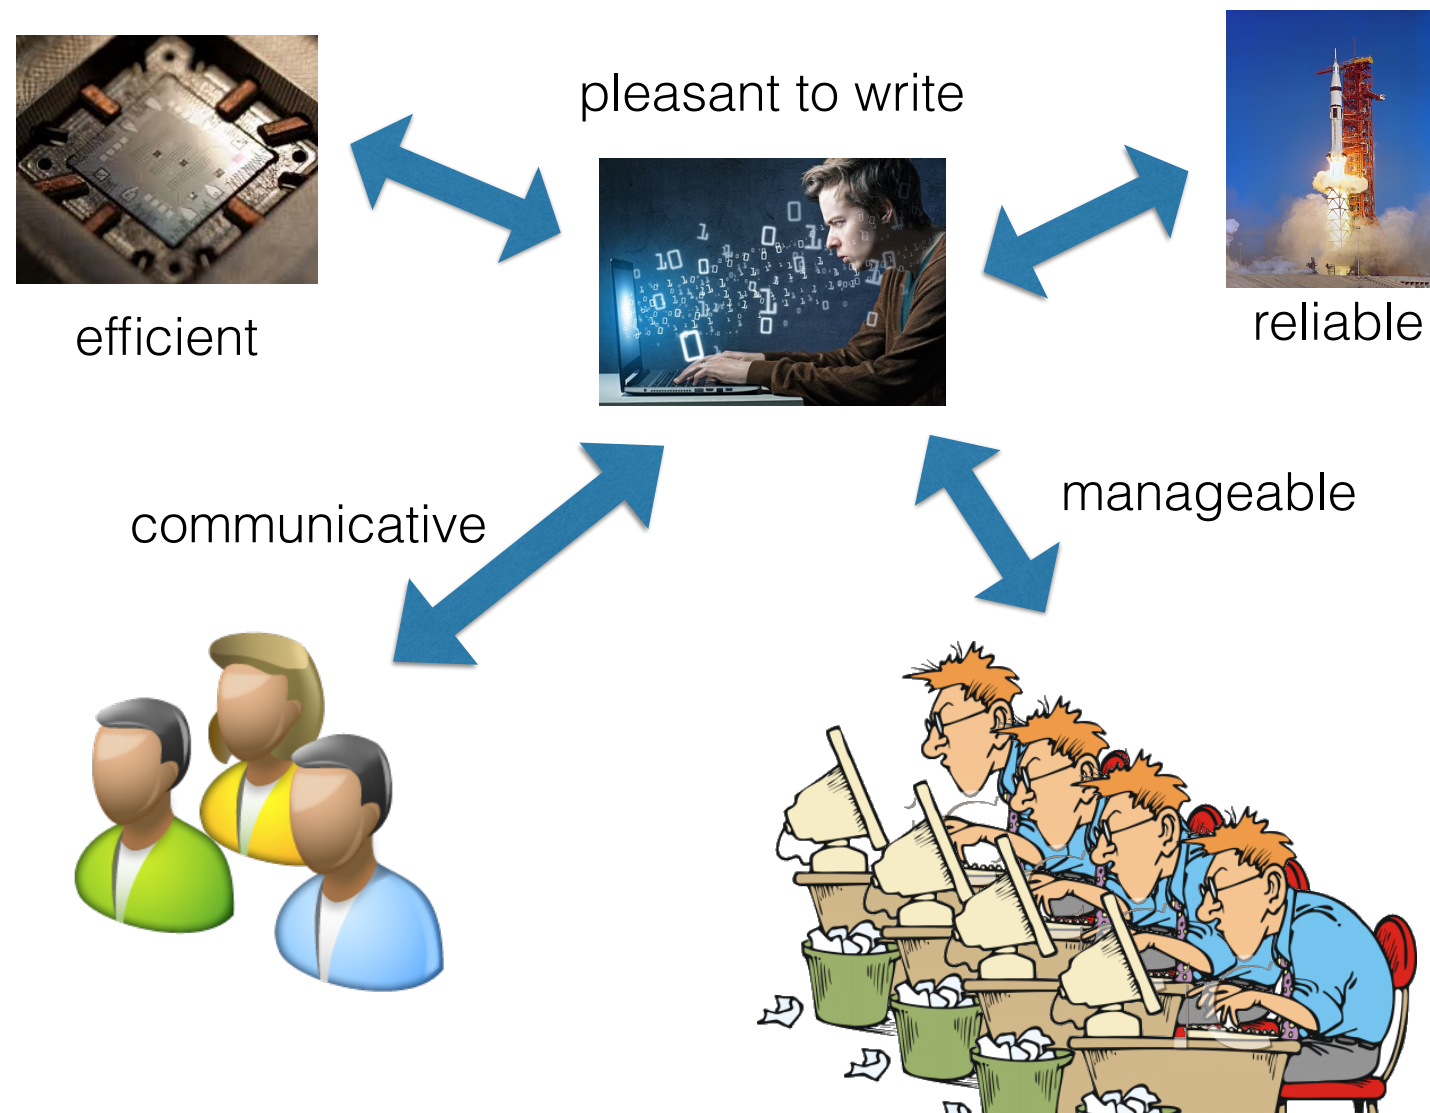 pleasant to write
efficient
reliable
communicative
manageable